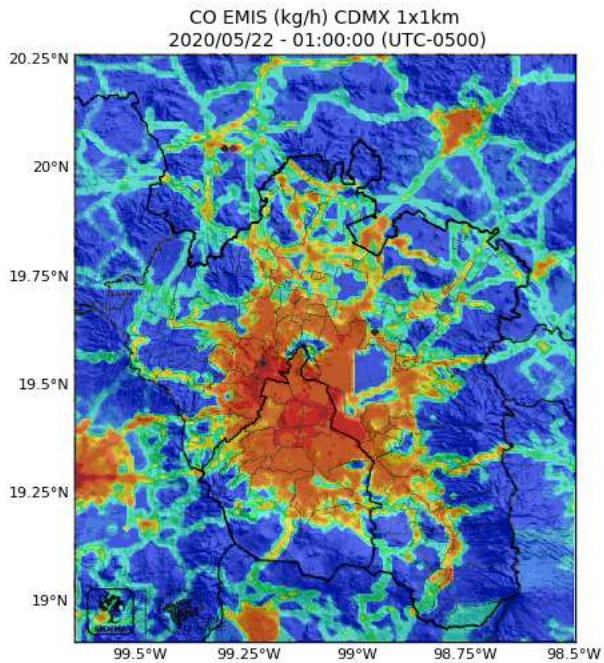 CO EMIS (kg/h) CDMX 1x1km
2020/05/22 - 01:00:00 (UTC-0500)
20.25°N
20°N
19.75°N
19.5°N
19.25°N
19°N
99.5°W
99.25°W
99°W
98.75°W
98.5°W